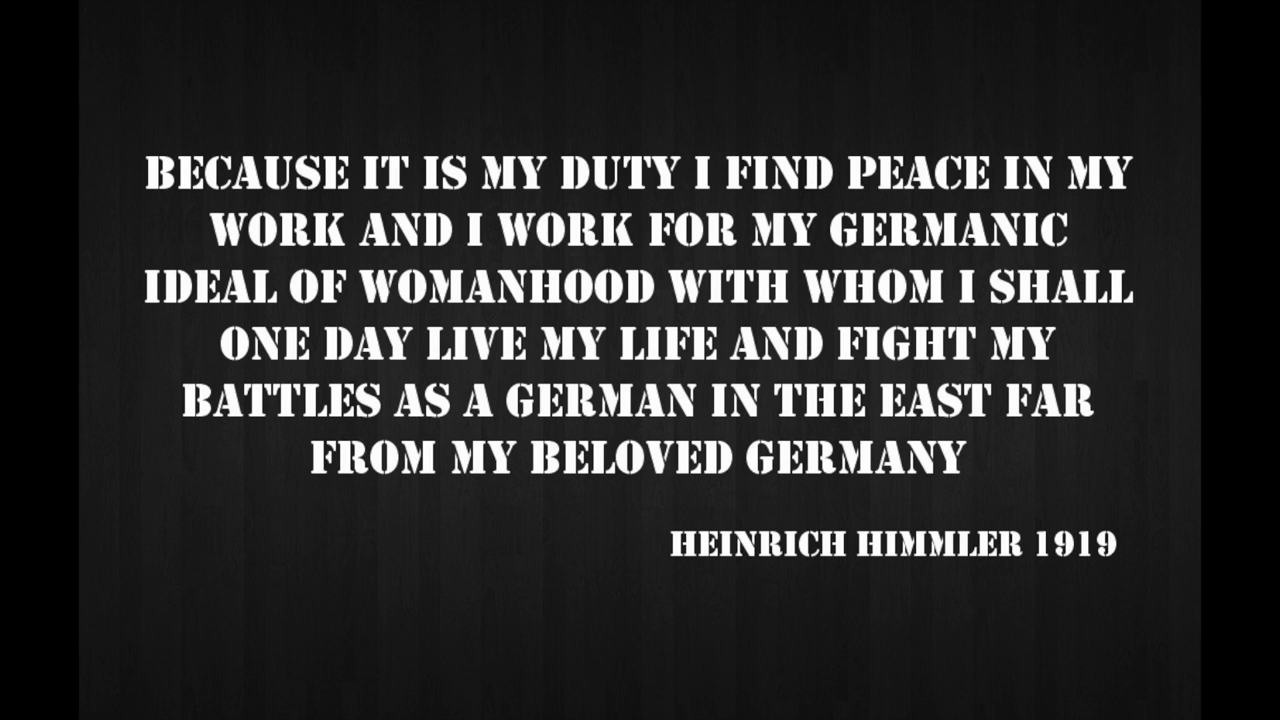 BECAUSE IT IS MY DUTY I FIND PEACE IN MY
WORK AND I WORK FOR MY GERMANIC
IDEAL OF WOMANHOOD WITH WHOM I SHALL
ONE DAY LIVE MY LIFE AND FIGHT MY
BATTLES AS A GERMAN IN THE EAST FAR
FROM MY BELOVED GERMANY
HEINRICH HIMMLER 1919